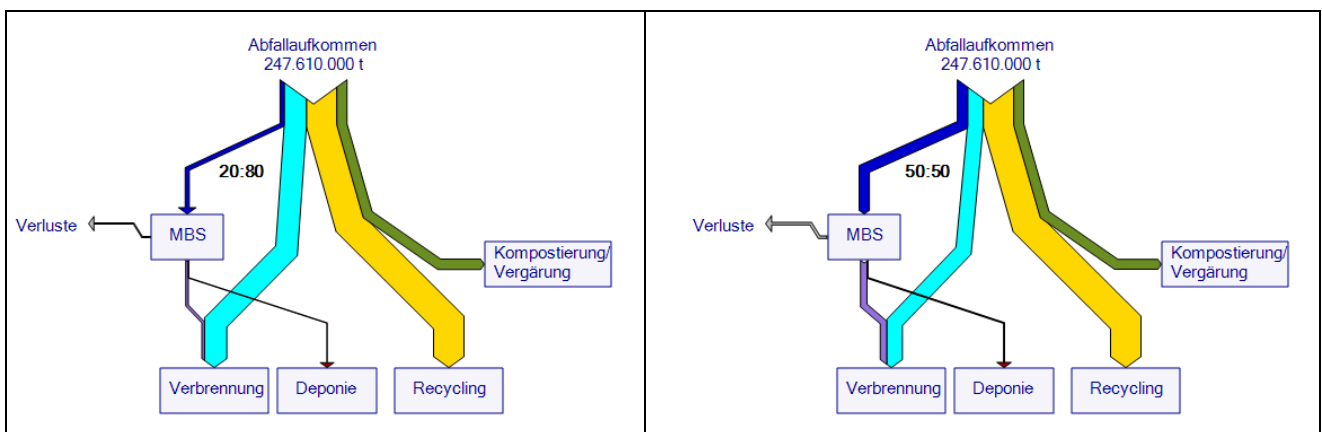 Abfallaufkommen
247.610.000 t
20:80
Verluste
MBS
Kompostierung/
Vergärung
Verbrennung
Deponie
Recycling
Abfallaufkommen
247.610.000 t
50:50
Verluste
MBS
Kompostierung/
Vergärung
Verbrennung
Deponie
Recycling